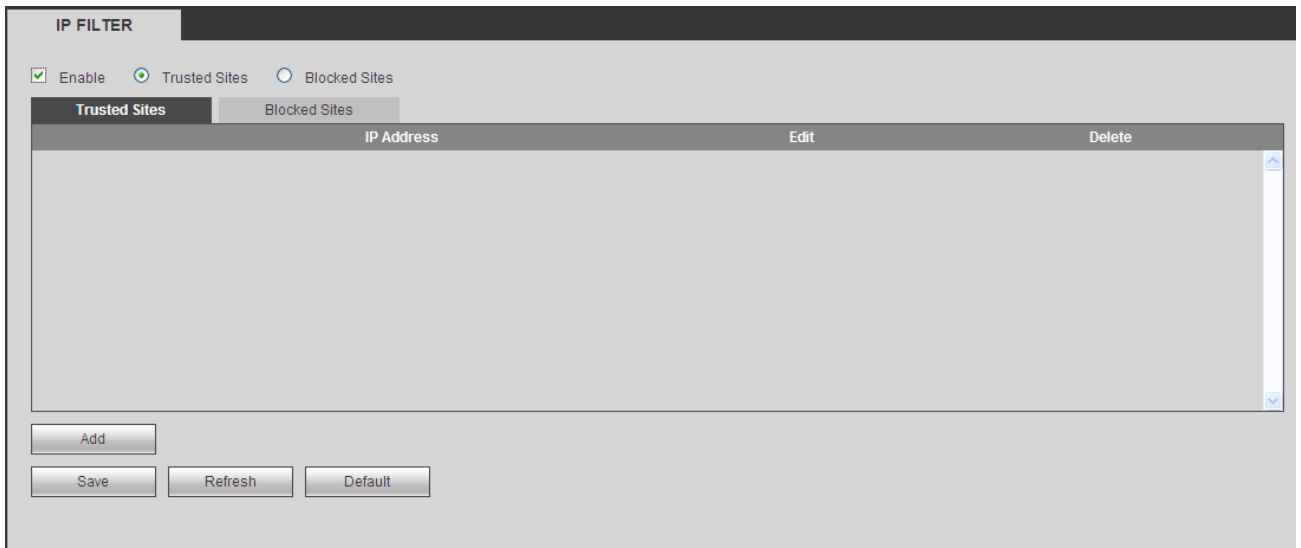 IP FILTER
Enable Trusted Sites Blocked Sites
Trusted Sites Blocked Sites
IP Address Edit Delete
Add
Save Refresh Default